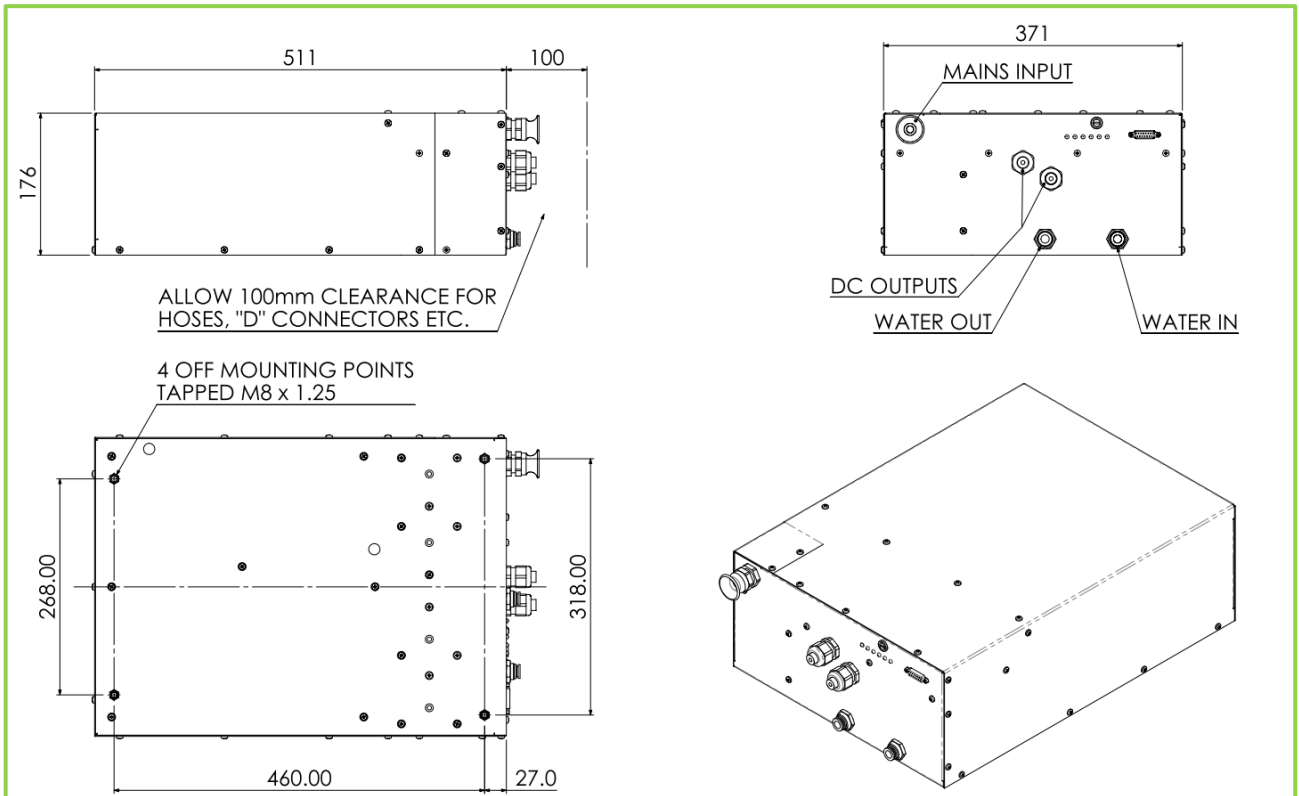 511
100
371
MAINS INPUT
176
ALLOW 100mm CLEARANCE FOR
HOSES, "D" CONNECTORS ETC.
DC OUTPUTS
WATER OUT
WATER IN
4 OFF MOUNTING POINTS
TAPPED M8 x 1.25
268.00
318.00
460.00
27.0